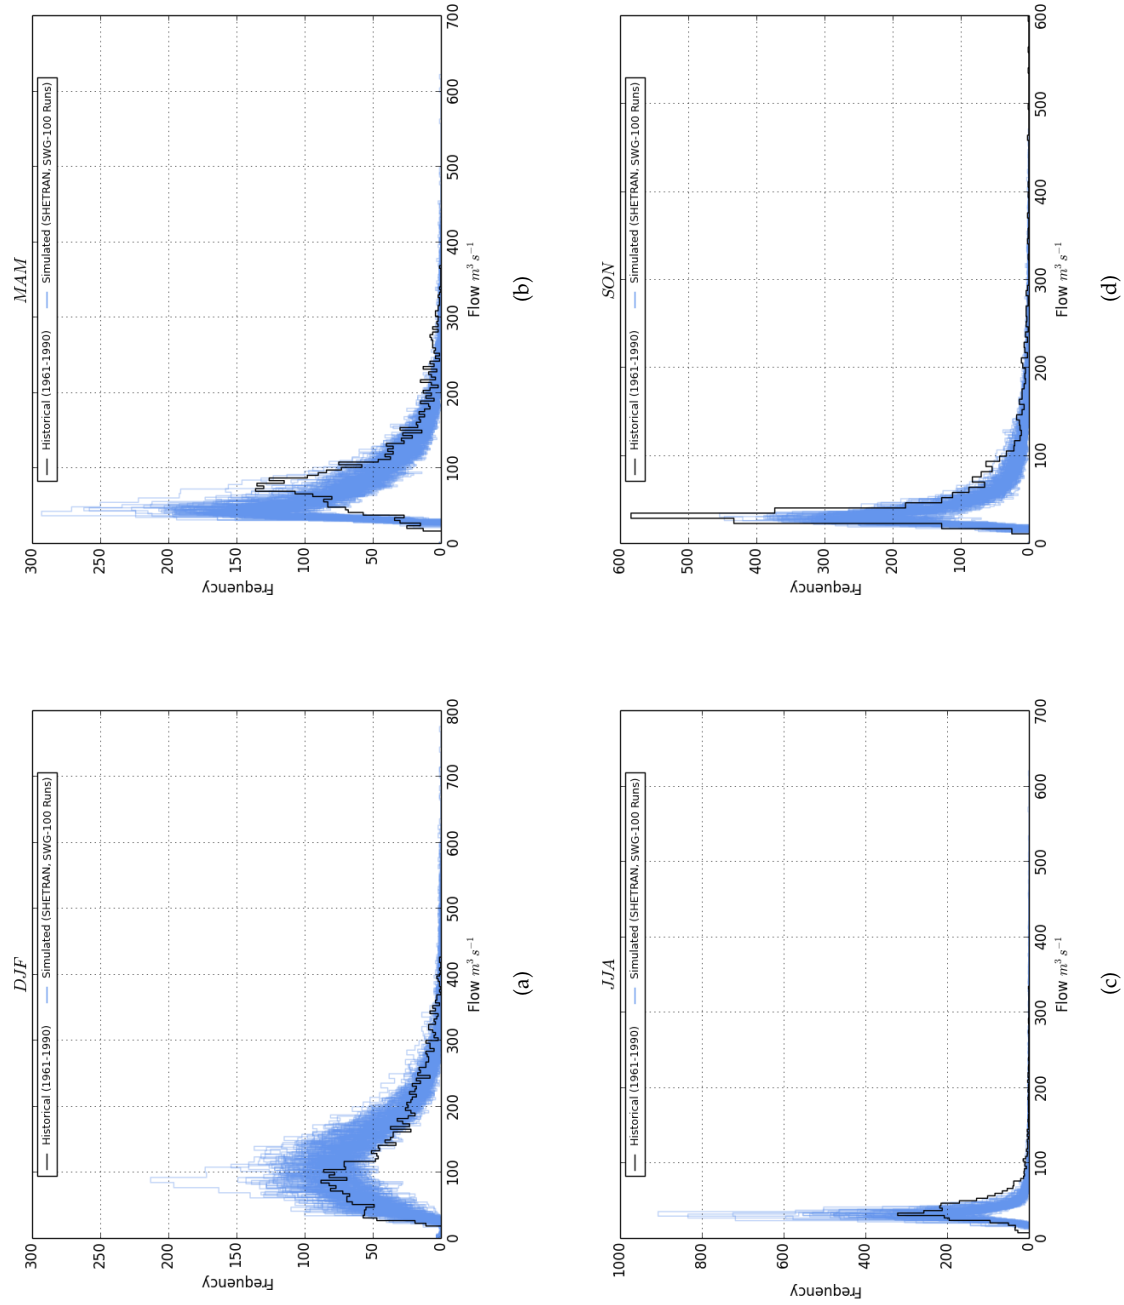 DJF
Historical (1961-1990)
Simulated (SHETRAN, SWG-100 Runs)
300
250
200
150
100
50
0
Frequency
0
100
200
300
400
500
600
700
800
Flow m³ s⁻¹
(a)
MAM
Historical (1961-1990)
Simulated (SHETRAN, SWG-100 Runs)
300
250
200
150
100
50
0
Frequency
0
100
200
300
400
500
600
700
Flow m³ s⁻¹
(b)
JJA
Historical (1961-1990)
Simulated (SHETRAN, SWG-100 Runs)
1000
800
600
400
200
0
Frequency
0
100
200
300
400
500
600
700
Flow m³ s⁻¹
(c)
SON
Historical (1961-1990)
Simulated (SHETRAN, SWG-100 Runs)
600
500
400
300
200
100
0
Frequency
0
100
200
300
400
500
600
Flow m³ s⁻¹
(d)